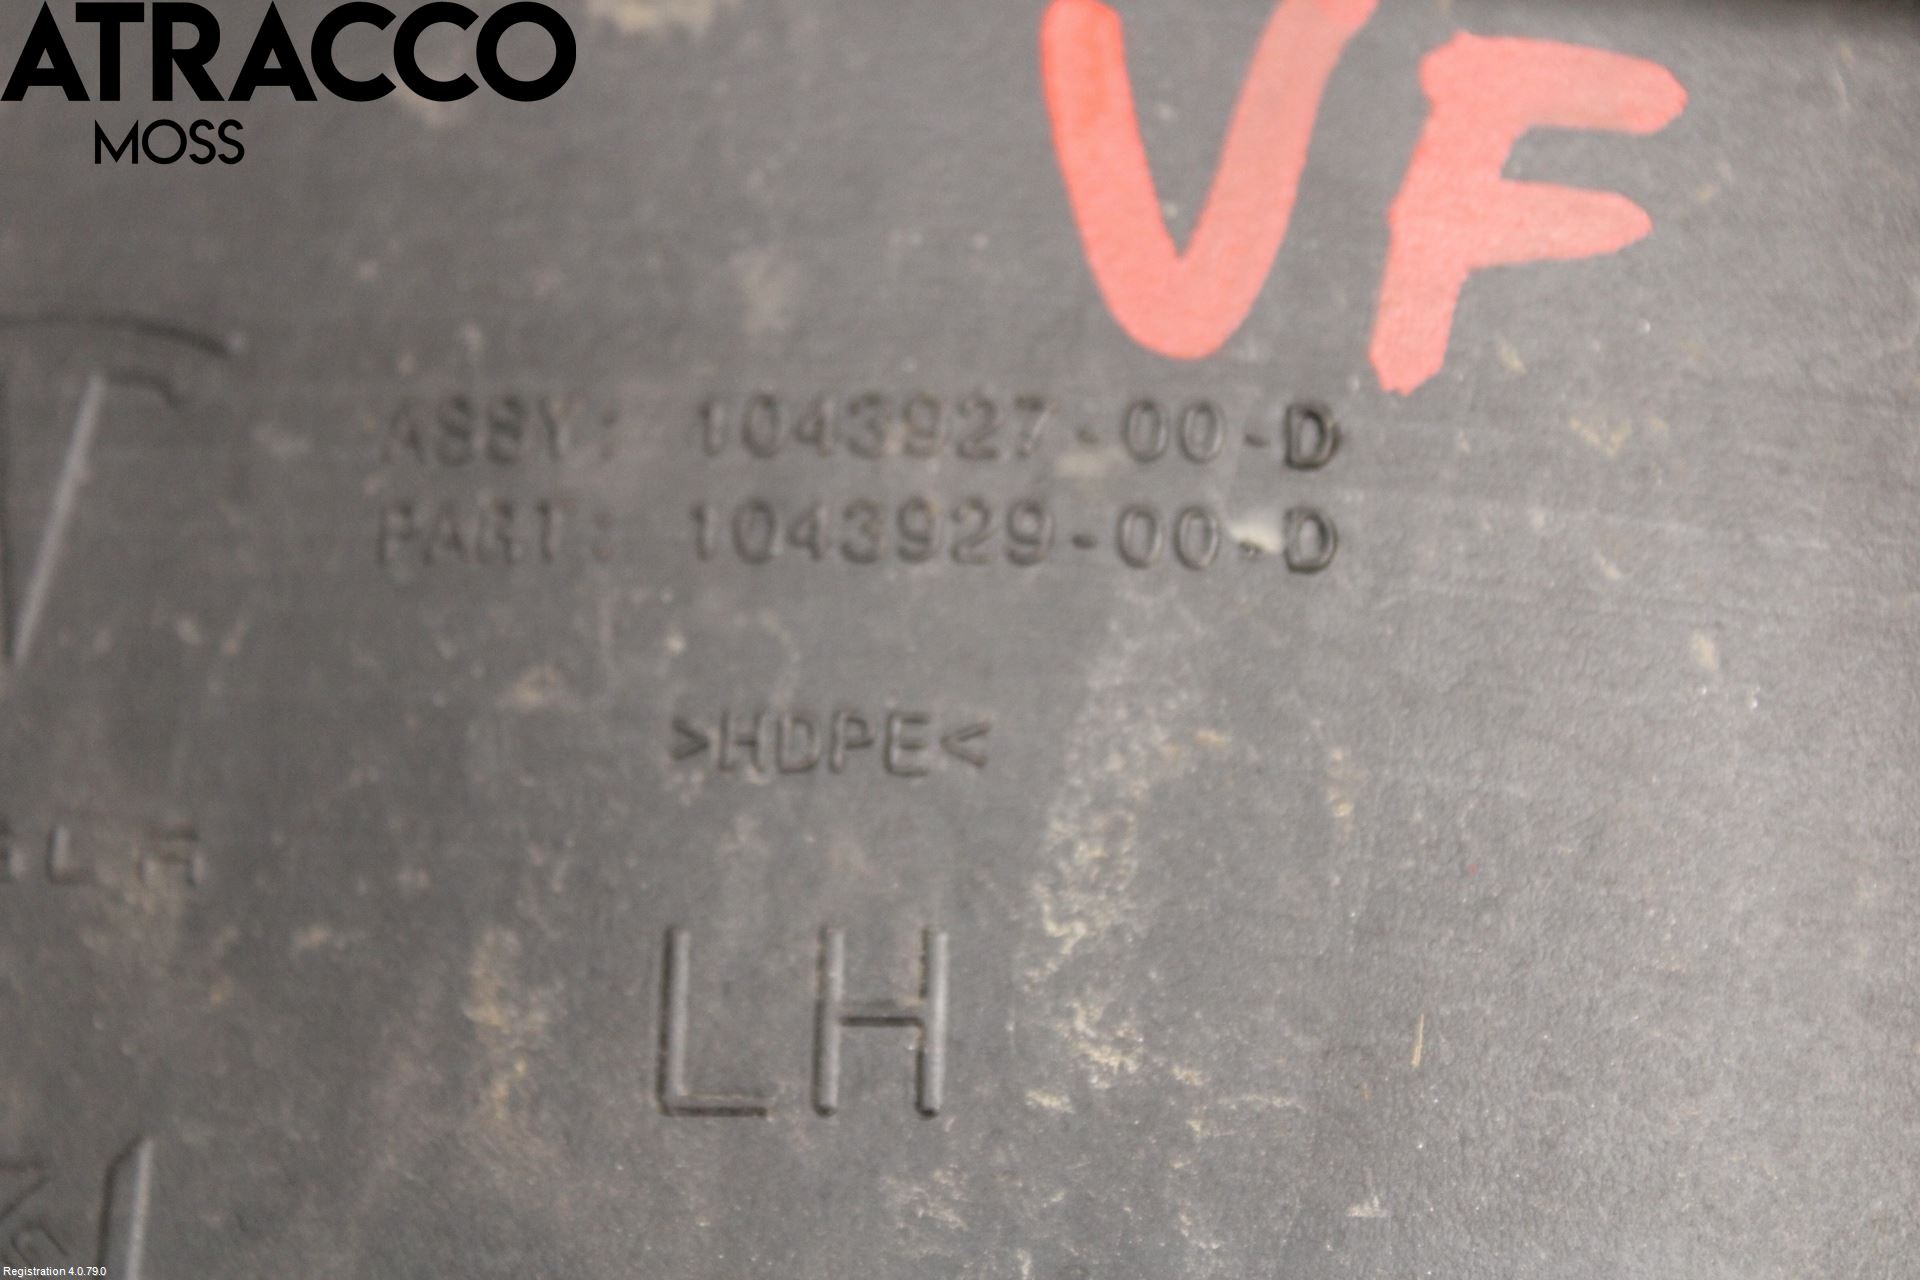 ATRACCO
MOSS
VF
ASSY: 1043927-00-D
PART: 1043929-00-D
>HDPE<
LH
Registration 4.0.79.0